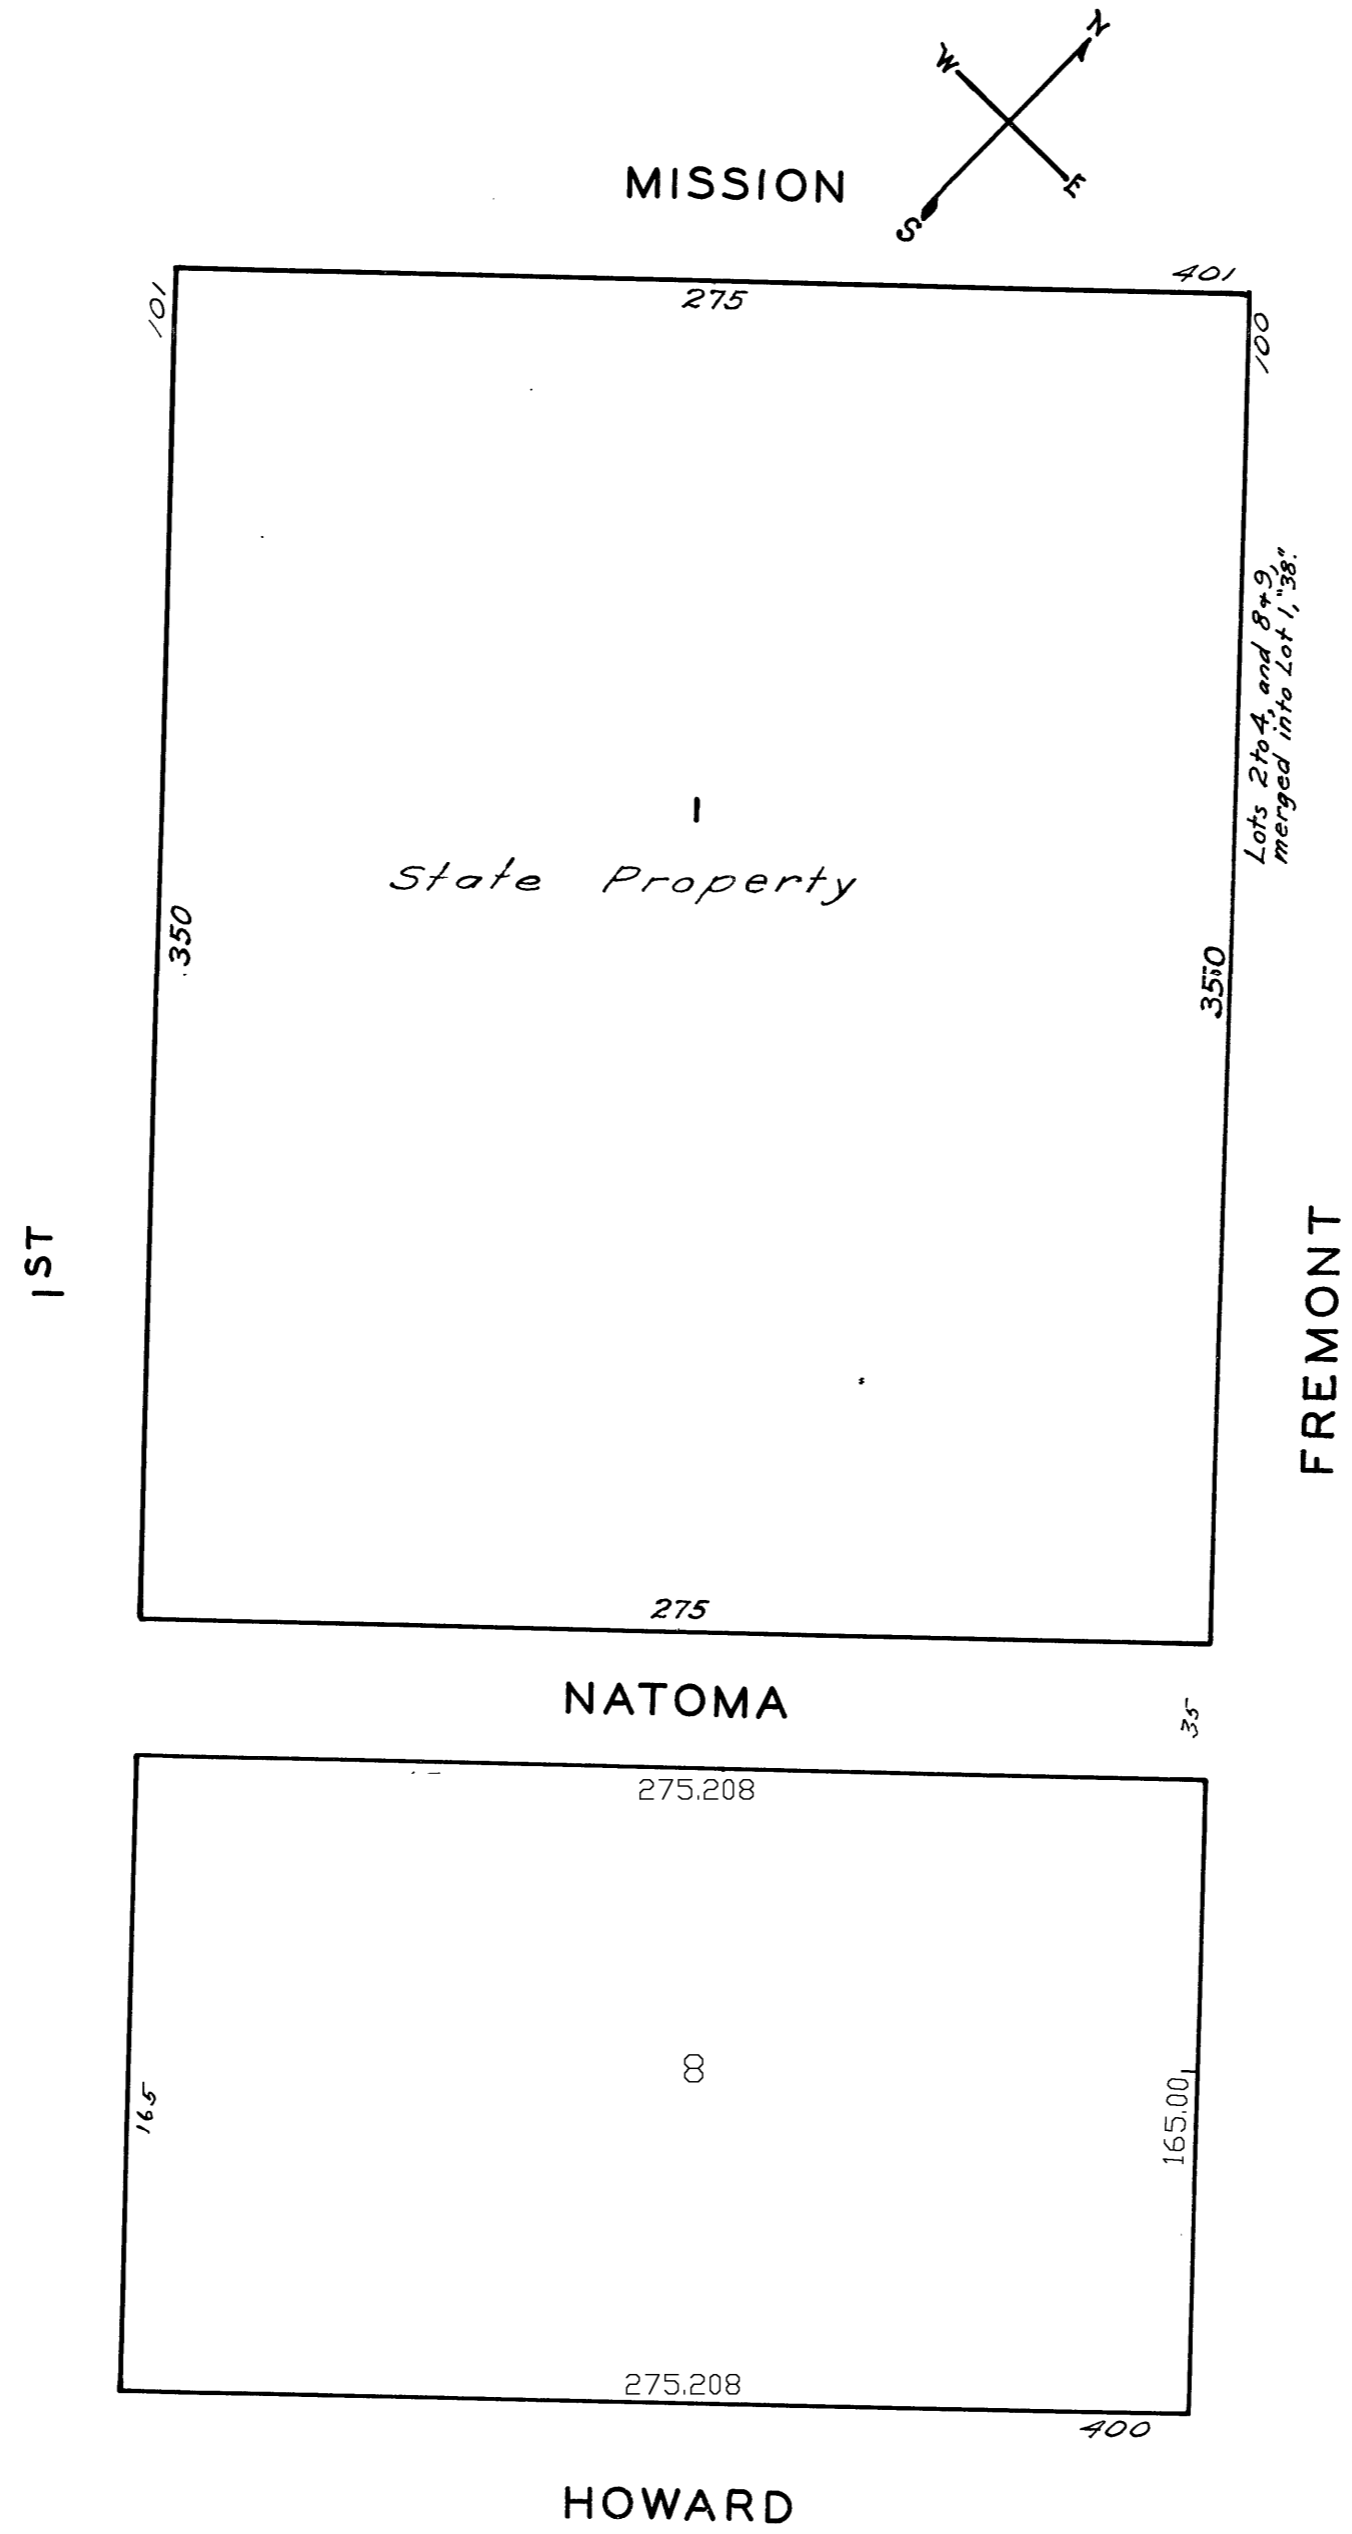 N
W
E
S
MISSION
101
275
401
100
Lots 2 to 4, and 8 & 9,
merged into Lot 1, "38".
1
State Property
350
350
1ST
FREMONT
275
NATOMA
35
275.208
8
165
165.00
275.208
400
HOWARD